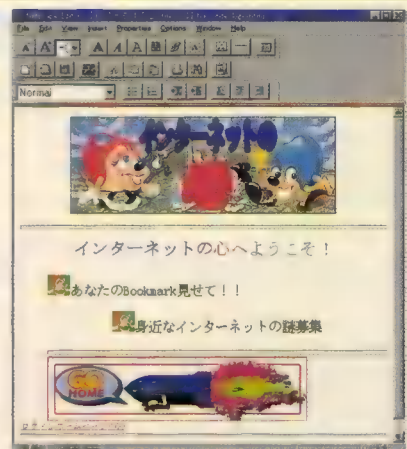 File Edit View Insert Properties Options Window Help
Normal
インターネットの
インターネットの心へようこそ！
あなたのBookmark見せて！！
身近なインターネットの謎募集
GO HOME